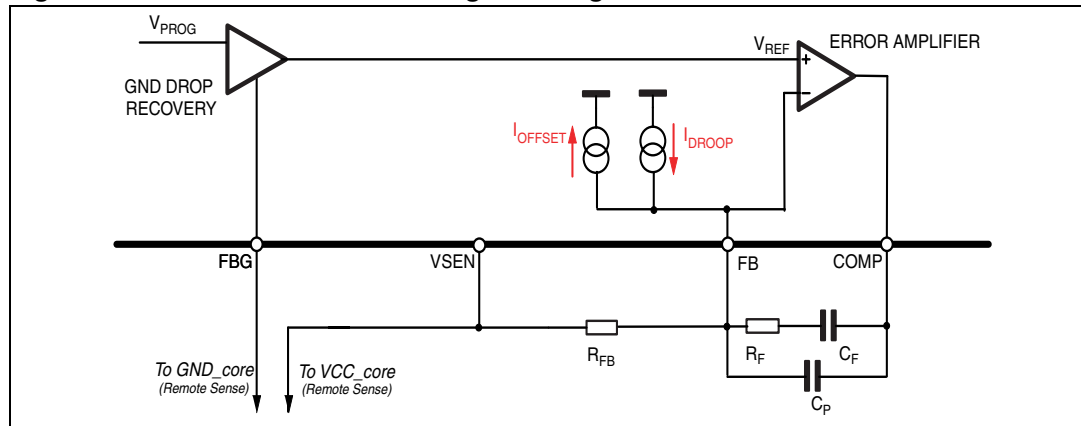 VPROG
GND DROP
RECOVERY
VREF
ERROR AMPLIFIER
IOFFSET
IDROOP
FBG
VSEN
FB
COMP
To GND_core
(Remote Sense)
To VCC_core
(Remote Sense)
RFB
RF
CF
CP